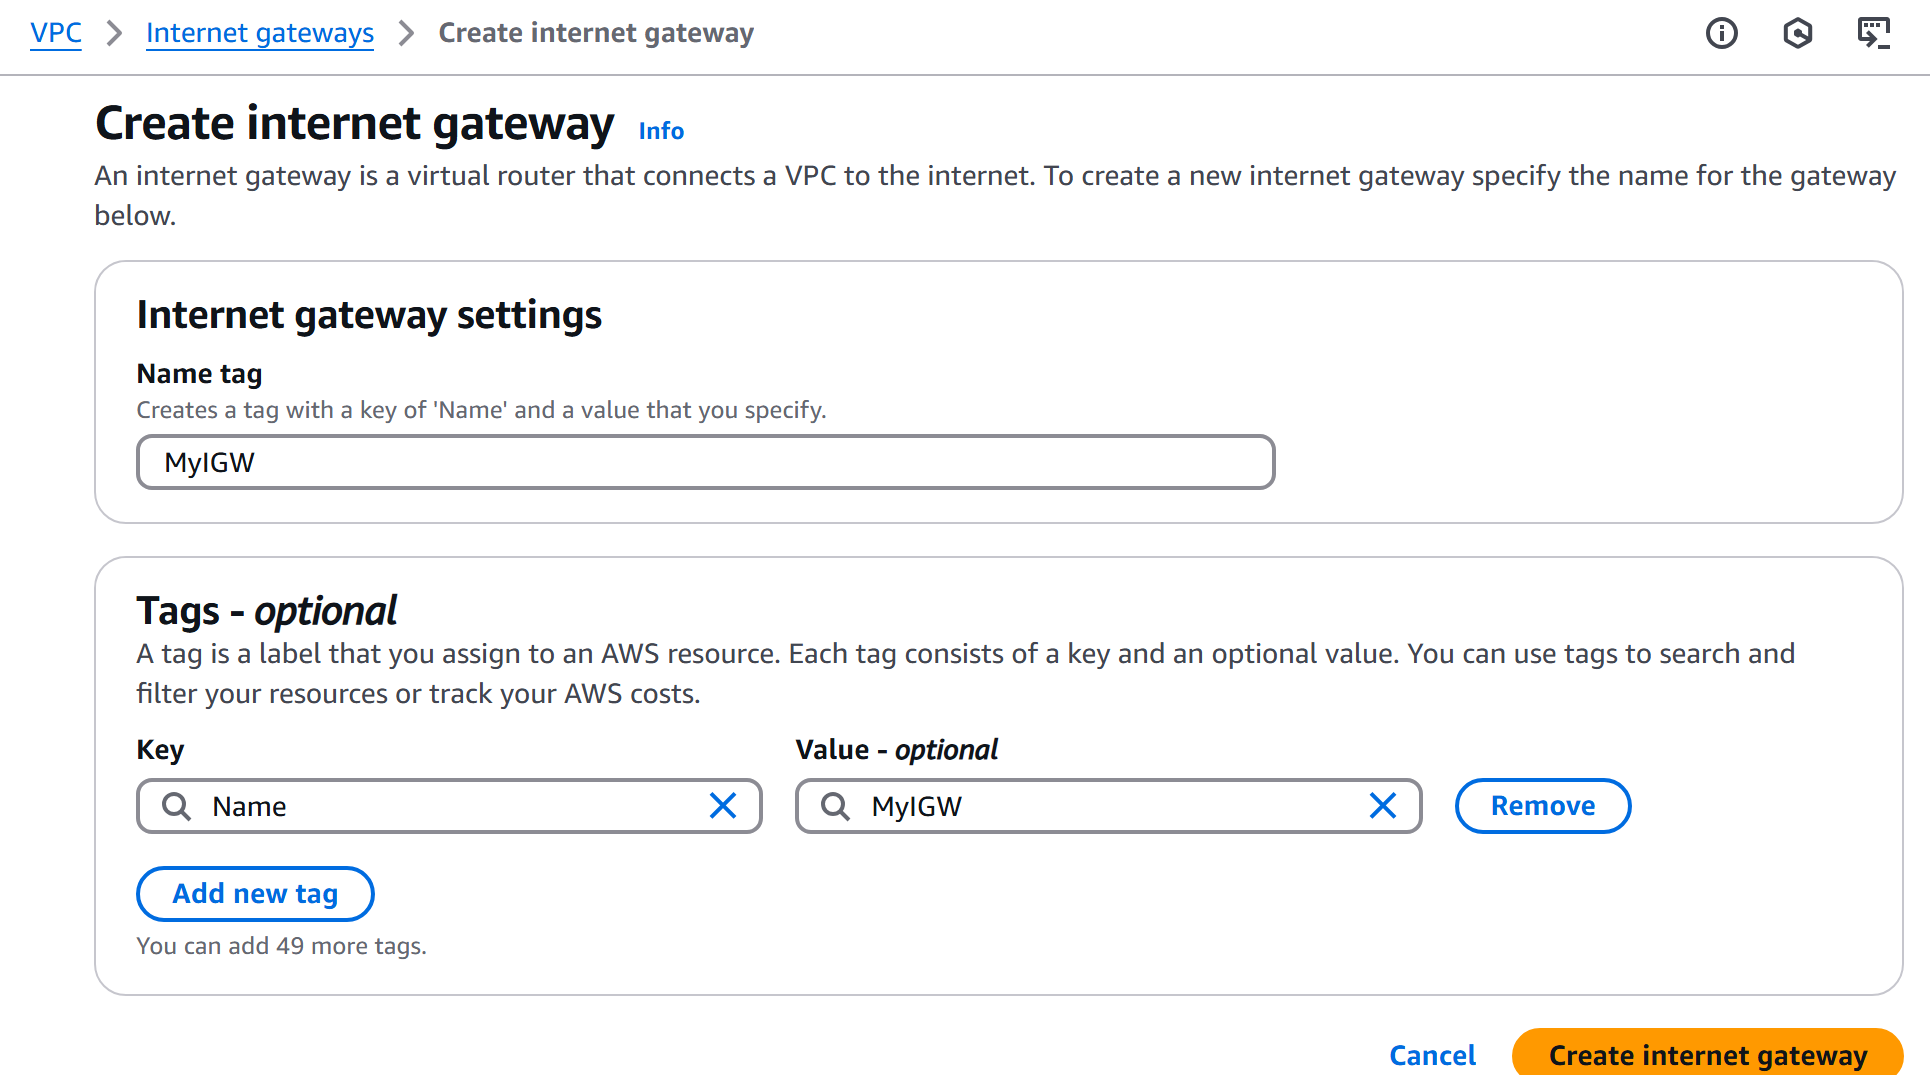 VPC > Internet gateways > Create internet gateway
Create internet gateway Info
An internet gateway is a virtual router that connects a VPC to the internet. To create a new internet gateway specify the name for the gateway
below.
Internet gateway settings
Name tag
Creates a tag with a key of 'Name' and a value that you specify.
MyIGW
Tags - optional
A tag is a label that you assign to an AWS resource. Each tag consists of a key and an optional value. You can use tags to search and
filter your resources or track your AWS costs.
Key Value - optional
Name MyIGW Remove
Add new tag
You can add 49 more tags.
Cancel Create internet gateway